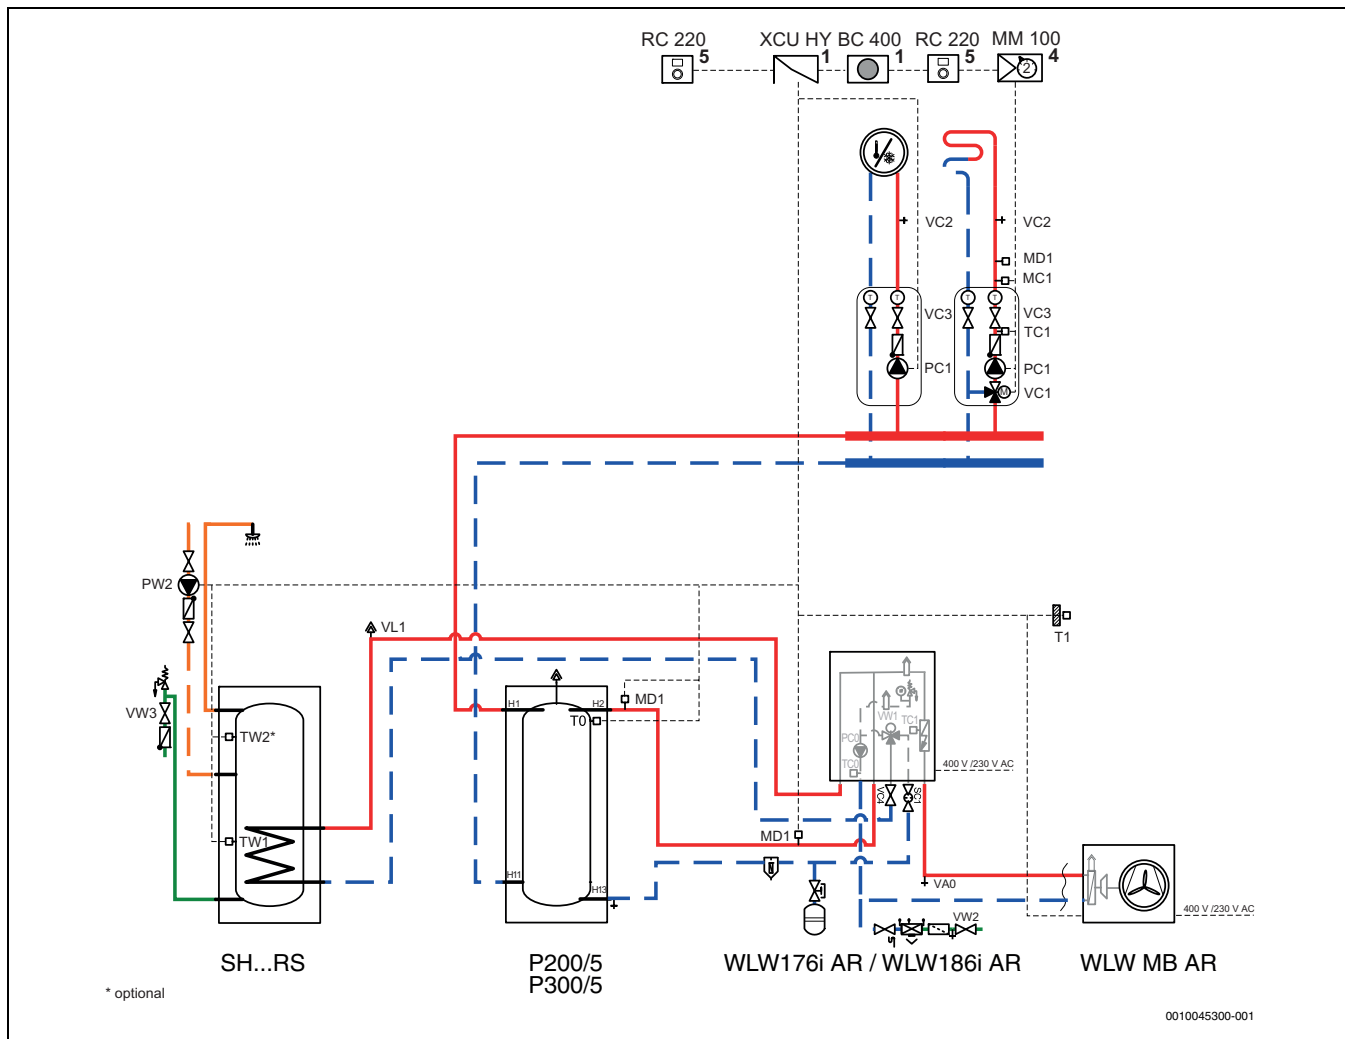 RC 220
5
XCU HY
1
BC 400
1
RC 220
5
MM 100
4
2
VC2
VC2
MD1
MC1
T
T
T
T
VC3
VC3
TC1
PC1
PC1
M
VC1
PW2
VL1
T1
VW3
H1
H2
MD1
T0
TW2*
VW1
TC1
PC0
TC0
400 V /230 V AC
VC4
SC1
TW1
MD1
H11
H13
VA0
400 V /230 V AC
VW2
SH...RS
P200/5
P300/5
WLW176i AR / WLW186i AR
WLW MB AR
* optional
0010045300-001